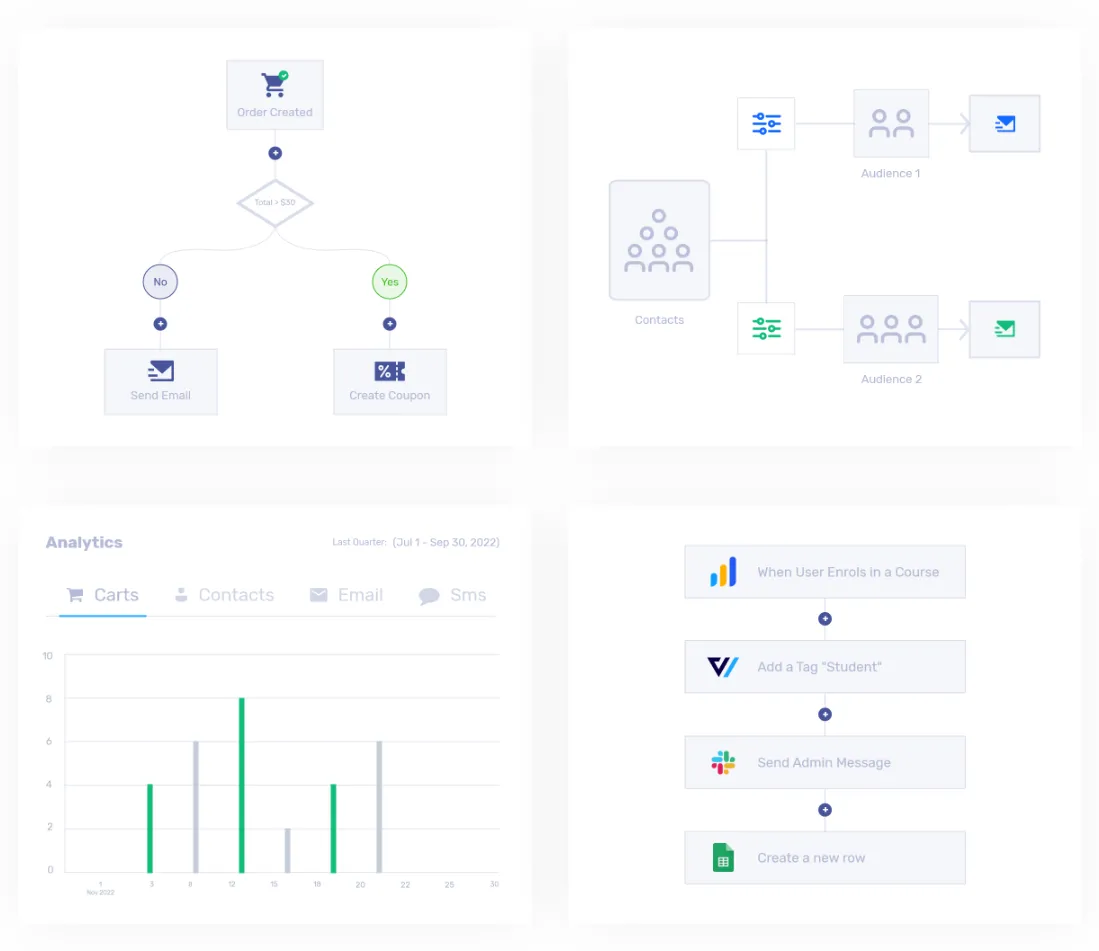 Order Created
Total > $30
No
Yes
Send Email
Create Coupon
Audience 1
Contacts
Audience 2
Analytics
Last Quarter: (Jul 1 - Sep 30, 2022)
Carts Contacts Email Sms
10
8
6
4
2
0
1 3 8 12 15 18 20 22 25 30
Nov 2022
When User Enrols in a Course
Add a Tag "Student"
Send Admin Message
Create a new row